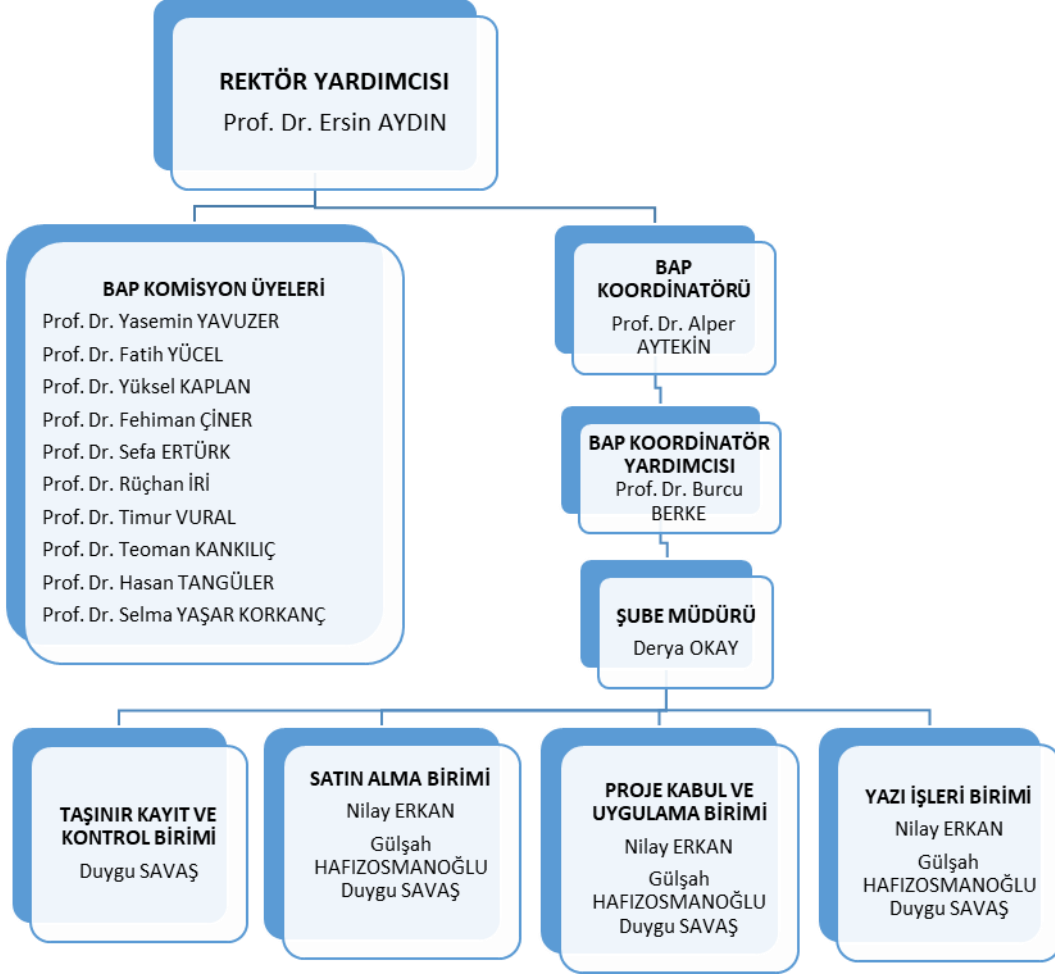 REKTÖR YARDIMCISI
Prof. Dr. Ersin AYDIN
BAP KOMİSYON ÜYELERİ
Prof. Dr. Yasemin YAVUZER
Prof. Dr. Fatih YÜCEL
Prof. Dr. Yüksel KAPLAN
Prof. Dr. Fehiman ÇİNER
Prof. Dr. Sefa ERTÜRK
Prof. Dr. Rüçhan İRİ
Prof. Dr. Timur VURAL
Prof. Dr. Teoman KANKILIÇ
Prof. Dr. Hasan TANGÜLER
Prof. Dr. Selma YAŞAR KORKANÇ
BAP
KOORDİNATÖRÜ
Prof. Dr. Alper
AYTEKİN
BAP KOORDİNATÖR
YARDIMCISI
Prof. Dr. Burcu
BERKE
ŞUBE MÜDÜRÜ
Derya OKAY
TAŞINIR KAYIT VE
KONTROL BİRİMİ
Duygu SAVAŞ
SATIN ALMA BİRİMİ
Nilay ERKAN
Gülşah
HAFIZOSMANOĞLU
Duygu SAVAŞ
PROJE KABUL VE
UYGULAMA BİRİMİ
Nilay ERKAN
Gülşah
HAFIZOSMANOĞLU
Duygu SAVAŞ
YAZI İŞLERİ BİRİMİ
Nilay ERKAN
Gülşah
HAFIZOSMANOĞLU
Duygu SAVAŞ